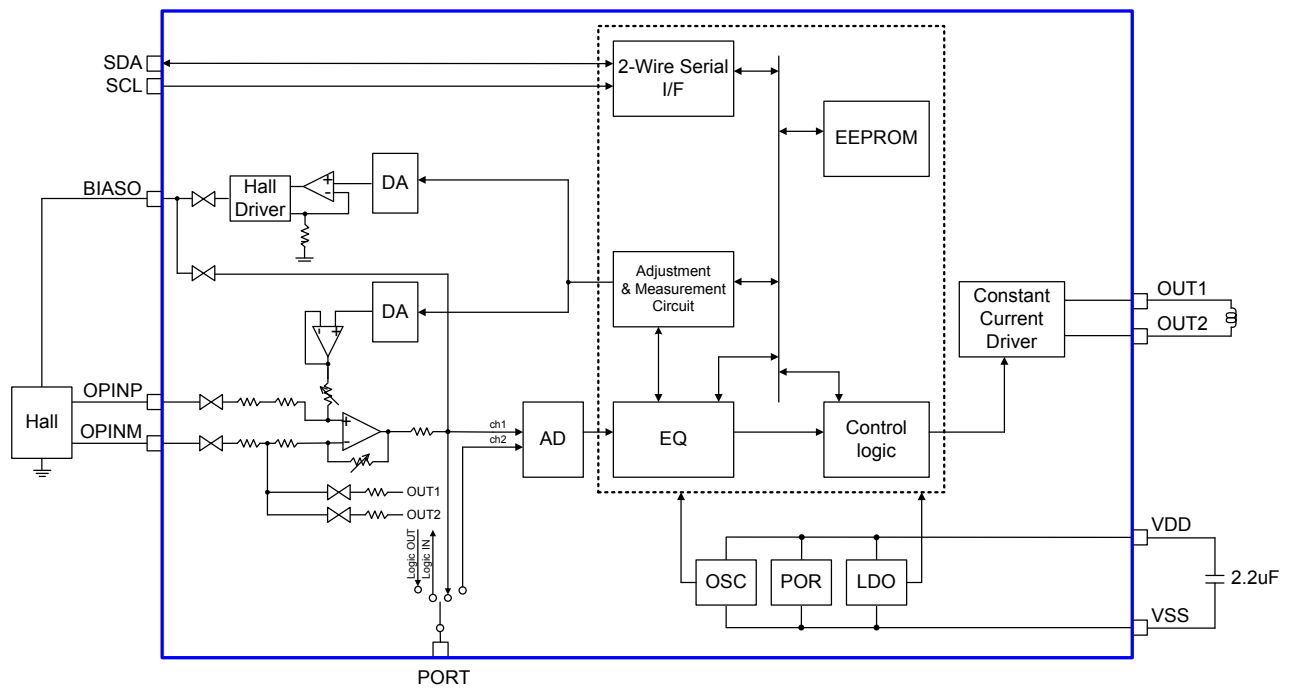 SDA
SCL
2-Wire Serial
I/F
EEPROM
BIASO
Hall
Driver
+
-
DA
Adjustment
& Measurement
Circuit
DA
-
+
Constant
Current
Driver
OUT1
OUT2
OPINP
OPINM
Hall
+
-
ch1
ch2
AD
EQ
Control
logic
OUT1
OUT2
Logic OUT
Logic IN
OSC
POR
LDO
VDD
VSS
2.2uF
PORT